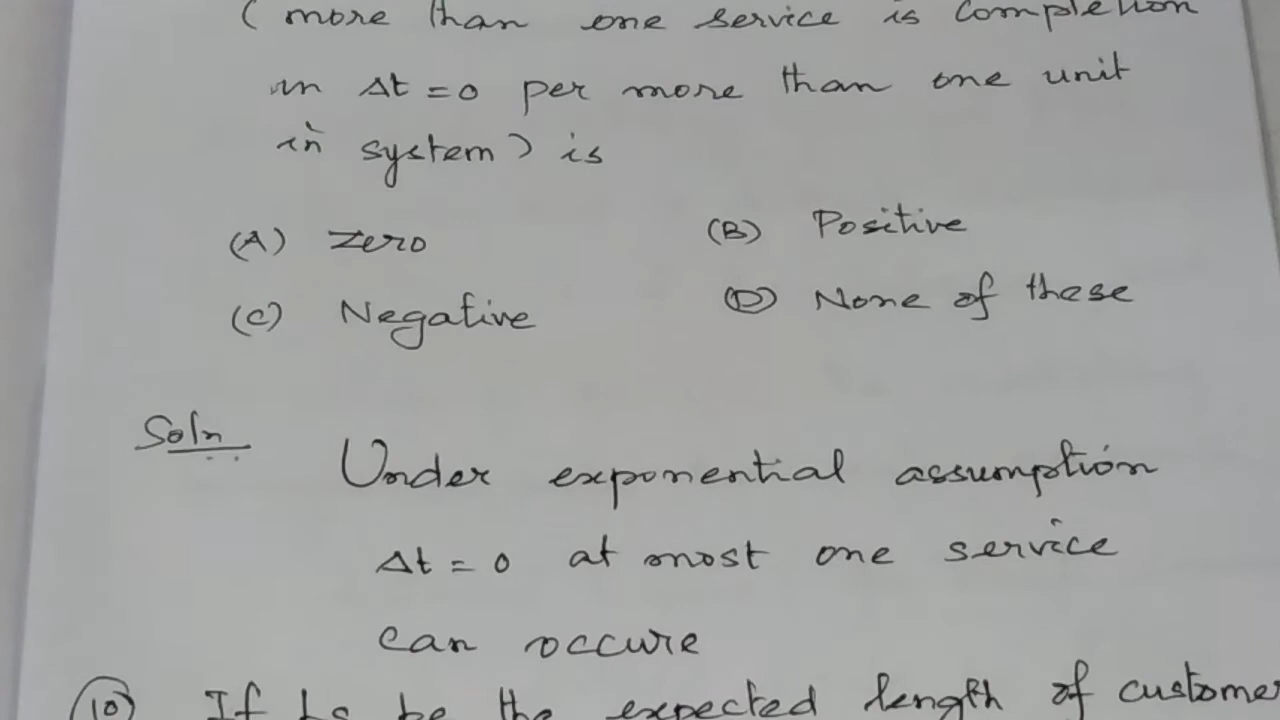 ( more than one service is completion
in Δt = 0 per more than one unit
in system) is
(A) zero (B) Positive
(C) Negative (D) None of these
Soln
Under exponential assumption
Δt = 0 at most one service
can occure
(10) If Ls be the expected length of customer